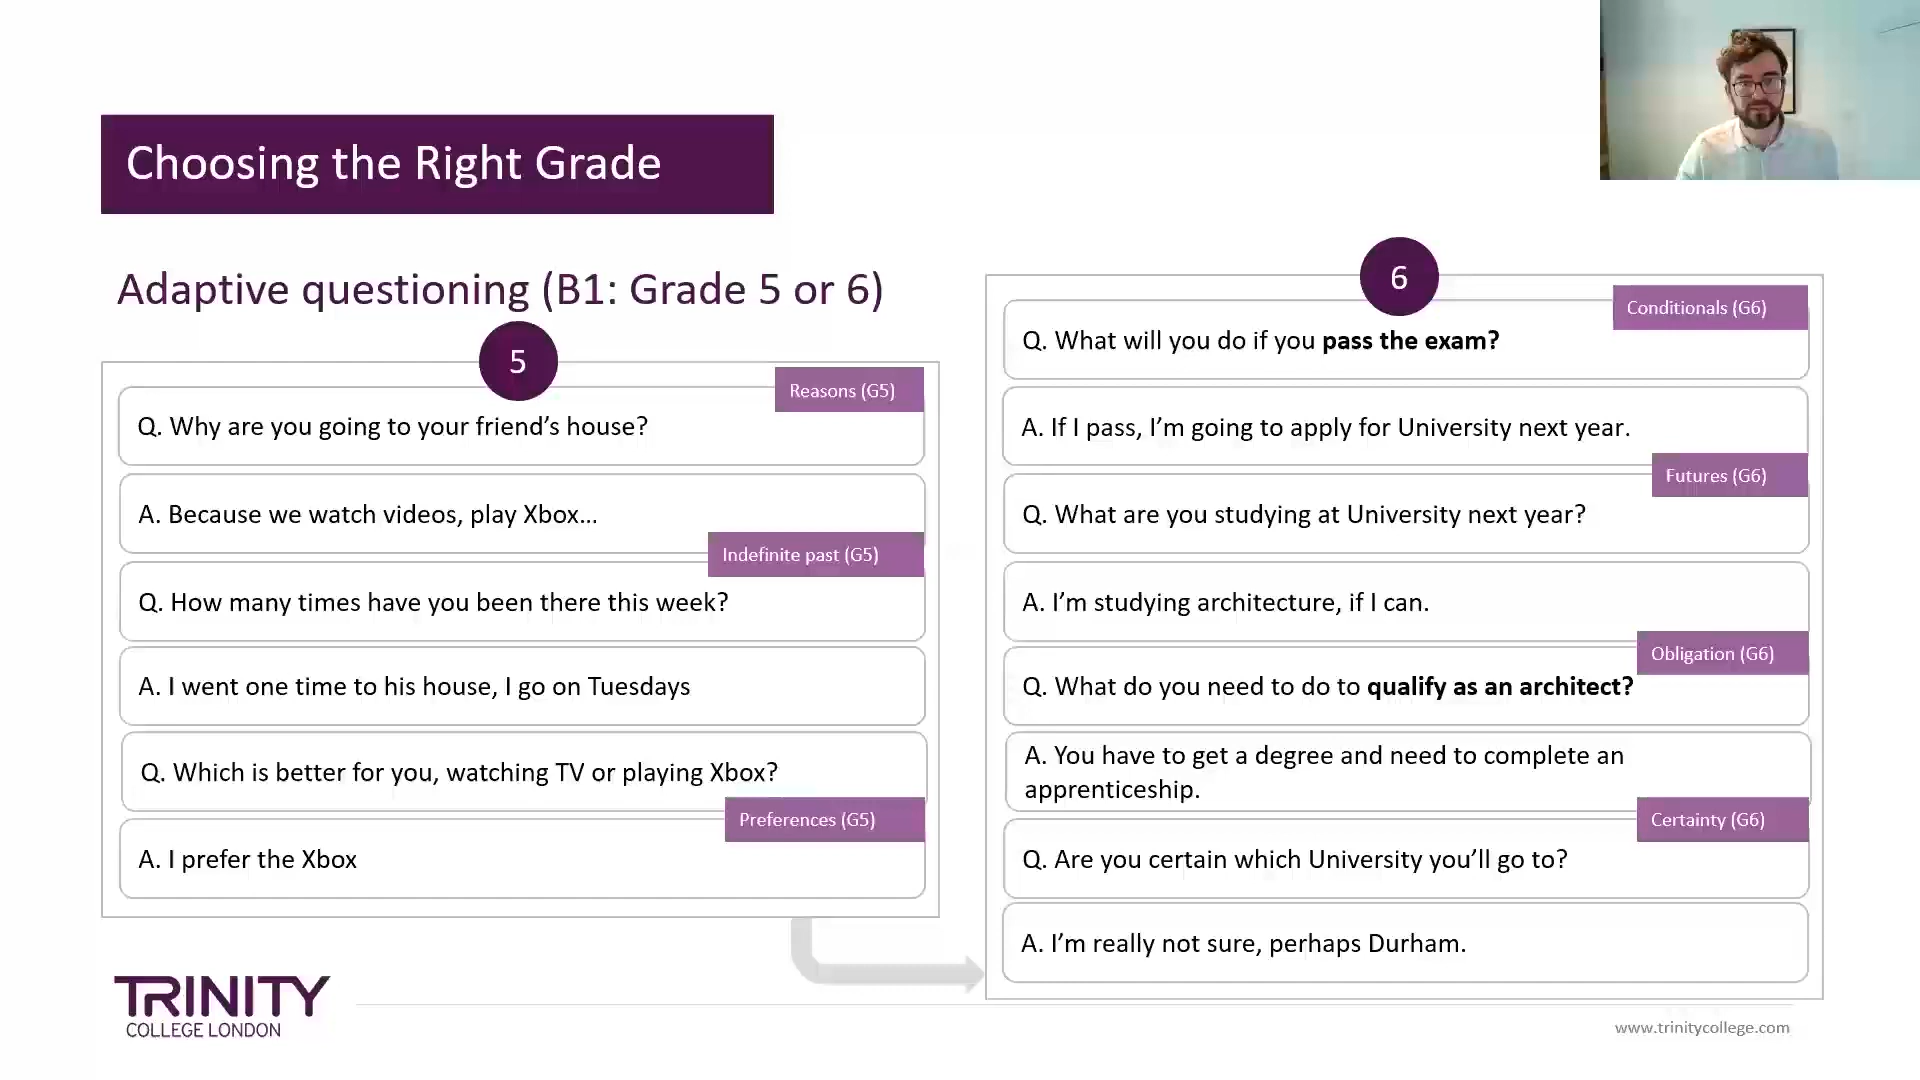 Choosing the Right Grade
Adaptive questioning (B1: Grade 5 or 6)
5
Reasons (G5)
Q. Why are you going to your friend’s house?
A. Because we watch videos, play Xbox...
Indefinite past (G5)
Q. How many times have you been there this week?
A. I went one time to his house, I go on Tuesdays
Q. Which is better for you, watching TV or playing Xbox?
Preferences (G5)
A. I prefer the Xbox
6
Conditionals (G6)
Q. What will you do if you pass the exam?
A. If I pass, I’m going to apply for University next year.
Futures (G6)
Q. What are you studying at University next year?
A. I’m studying architecture, if I can.
Obligation (G6)
Q. What do you need to do to qualify as an architect?
A. You have to get a degree and need to complete an
apprenticeship.
Certainty (G6)
Q. Are you certain which University you’ll go to?
A. I’m really not sure, perhaps Durham.
TRINITY
COLLEGE LONDON
www.trinitycollege.com